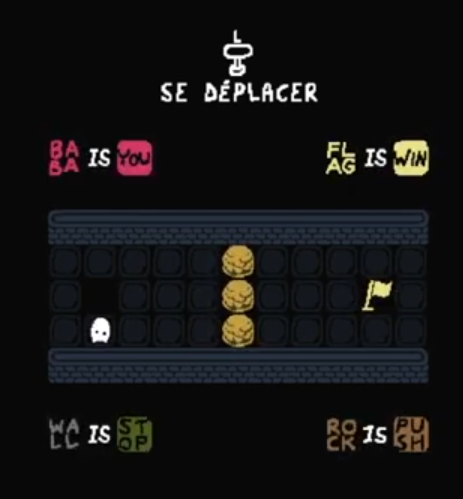 SE DÉPLACER
BABA IS YOU
FLAG IS WIN
WALL IS STOP
ROCK IS PUSH